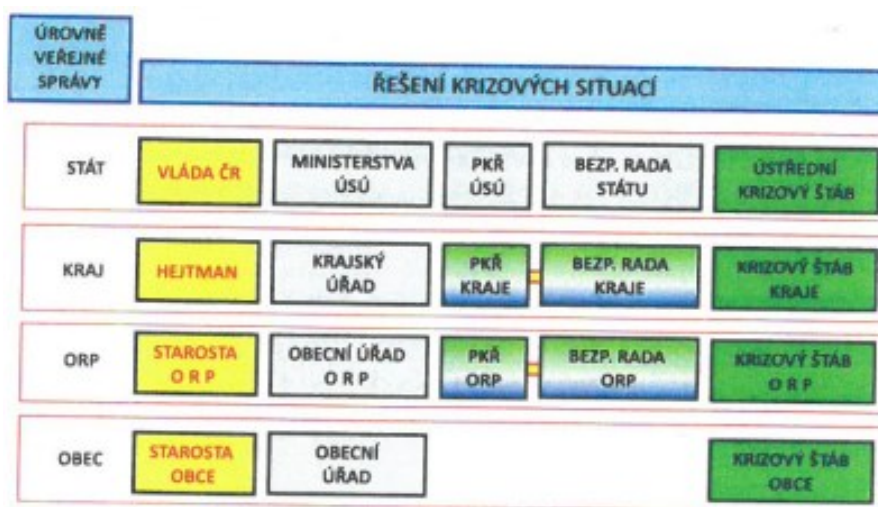 ÚROVNĚ
VEŘEJNÉ
SPRÁVY
ŘEŠENÍ KRIZOVÝCH SITUACÍ
STÁT
VLÁDA ČR
MINISTERSTVA
ÚSÚ
PKŘ
ÚSÚ
BEZP. RADA
STÁTU
ÚSTŘEDNÍ
KRIZOVÝ ŠTÁB
KRAJ
HEJTMAN
KRAJSKÝ
ÚŘAD
PKŘ
KRAJE
BEZP. RADA
KRAJE
KRIZOVÝ ŠTÁB
KRAJE
ORP
STAROSTA
O R P
OBECNÍ ÚŘAD
O R P
PKŘ
ORP
BEZP. RADA
ORP
KRIZOVÝ ŠTÁB
O R P
OBEC
STAROSTA
OBCE
OBECNÍ
ÚŘAD
KRIZOVÝ ŠTÁB
OBCE